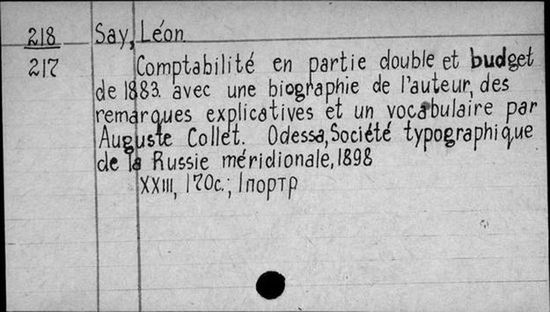 218 Say, Léon
217 Comptabilité en partie double et budget
de 1883 avec une biographie de l'auteur, des
remarques explicatives et un vocabulaire par
Auguste Collet. Odessa, Société typographique
de la Russie méridionale, 1898
XXIII, 170с.; 1портр